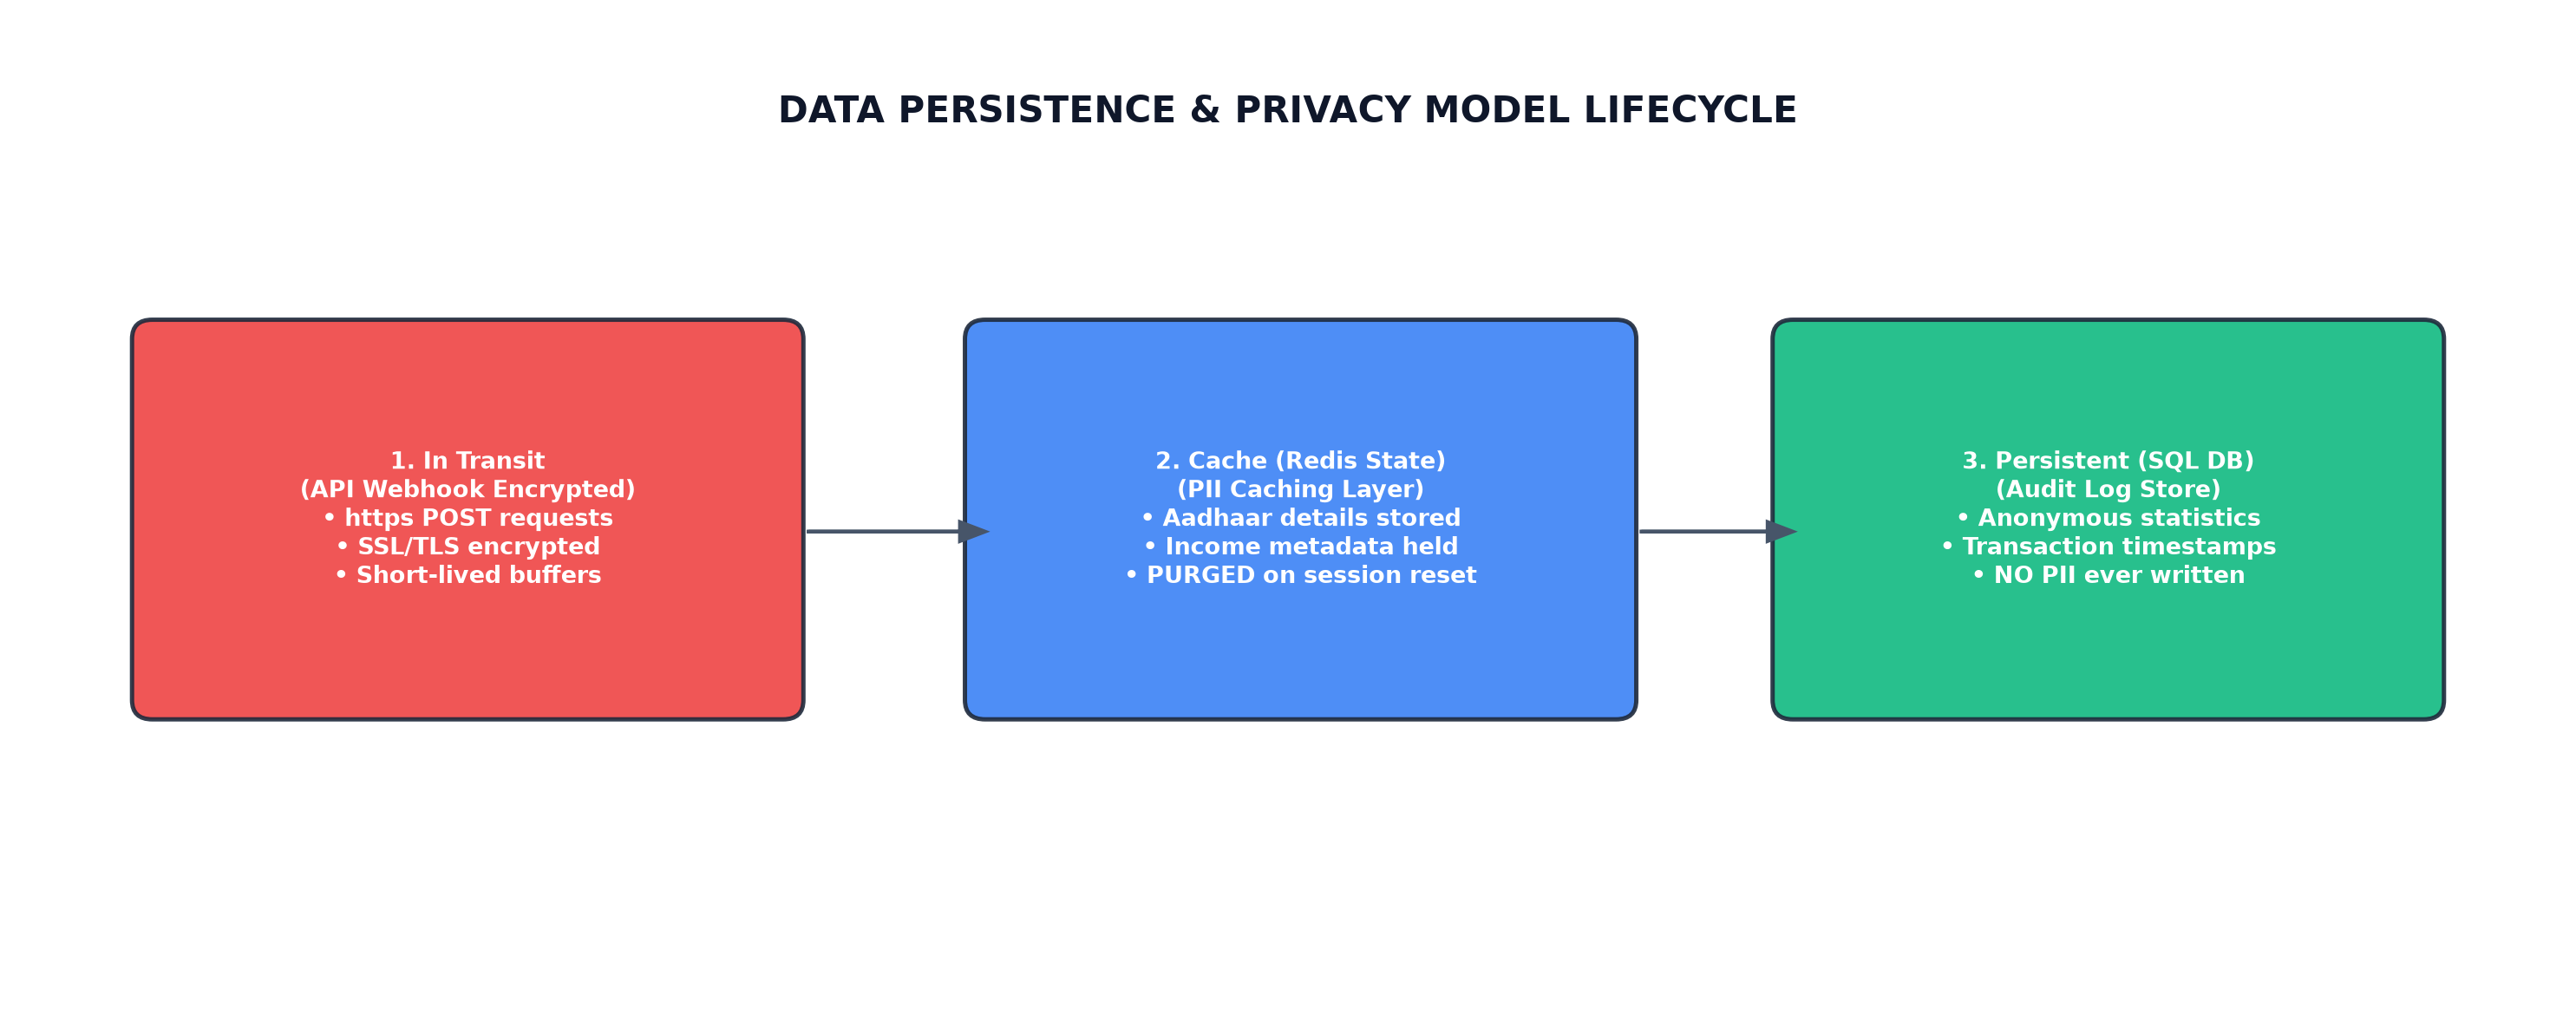 DATA PERSISTENCE & PRIVACY MODEL LIFECYCLE
1. In Transit
(API Webhook Encrypted)
• https POST requests
• SSL/TLS encrypted
• Short-lived buffers
2. Cache (Redis State)
(PII Caching Layer)
• Aadhaar details stored
• Income metadata held
• PURGED on session reset
3. Persistent (SQL DB)
(Audit Log Store)
• Anonymous statistics
• Transaction timestamps
• NO PII ever written